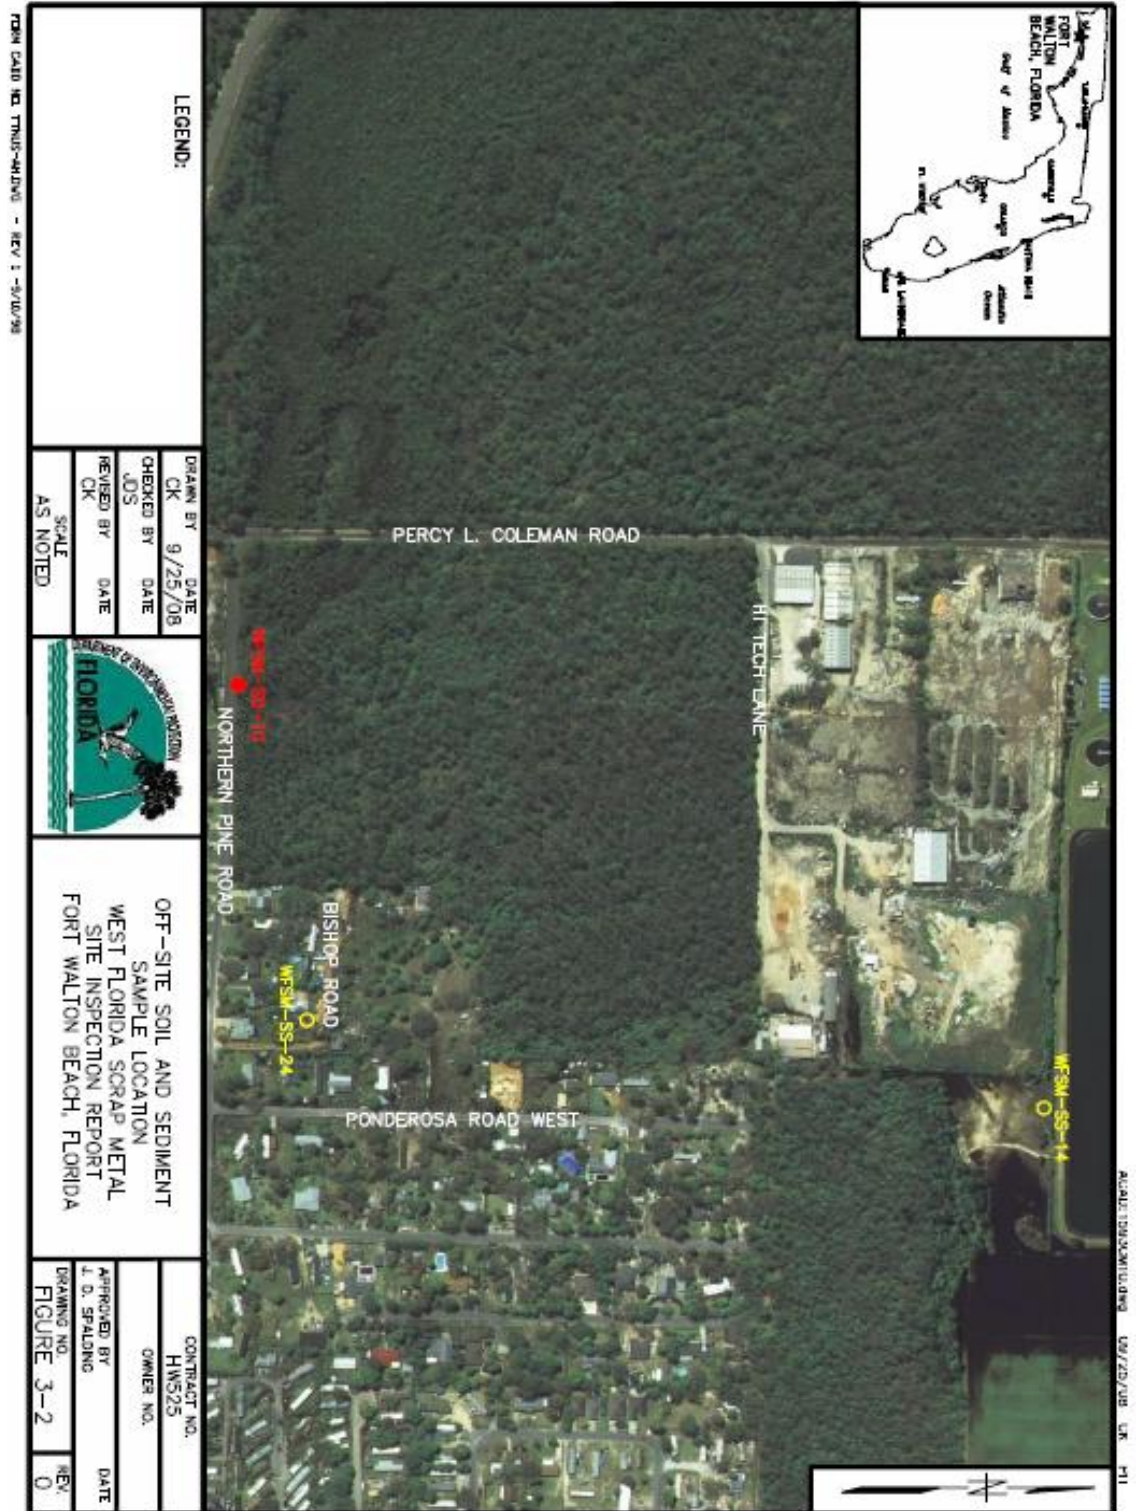 FORT
WALTON
BEACH, FLORIDA
Gulf of Mexico
Atlantic
Ocean
PERCY L. COLEMAN ROAD
HI TECH LANE
NORTHERN PINE ROAD
BISHOP ROAD
WFSM-SS-24
PONDEROSA ROAD WEST
WFSM-SS-14
LEGEND:
DRAWN BY DATE
CK 9/25/08
CHECKED BY DATE
JDS
REVISED BY DATE
CK
SCALE
AS NOTED
FLORIDA
OFF-SITE SOIL AND SEDIMENT
SAMPLE LOCATION
WEST FLORIDA SCRAP METAL
SITE INSPECTION REPORT
FORT WALTON BEACH, FLORIDA
CONTRACT NO.
HW525
OWNER NO.
APPROVED BY DATE
J. D. SPALDING
DRAWING NO.
FIGURE 3-2
REV.
0